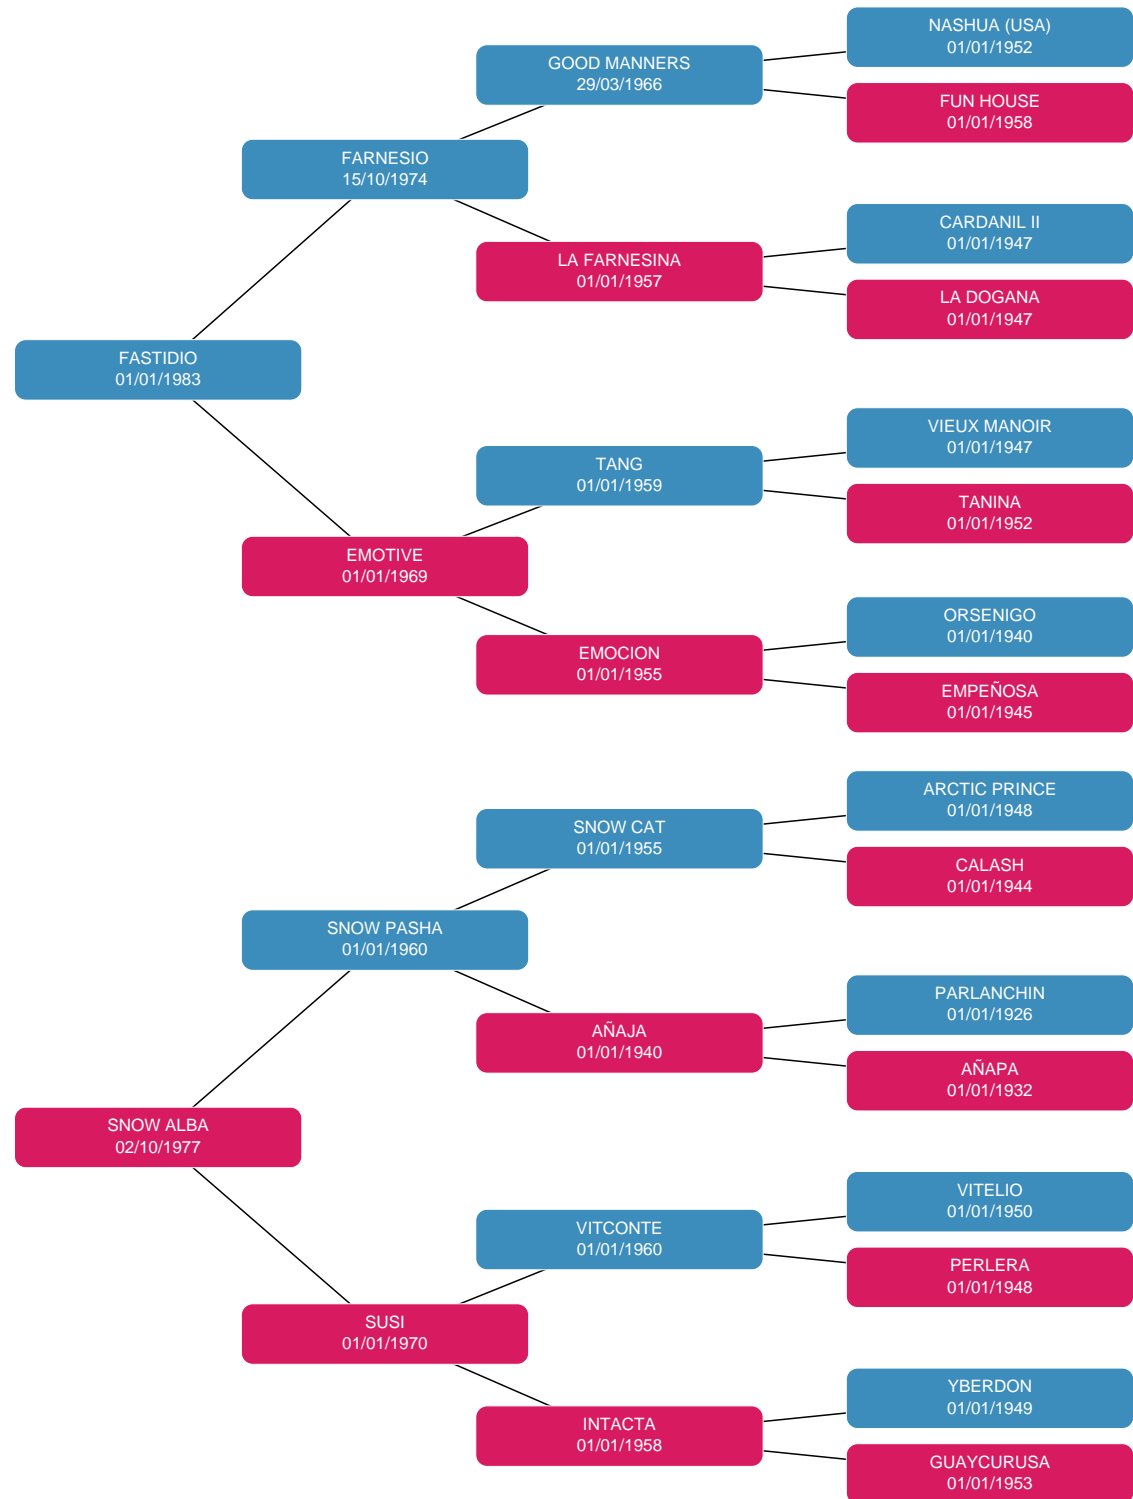 NASHUA (USA)
01/01/1952
GOOD MANNERS
29/03/1966
FUN HOUSE
01/01/1958
FARNESIO
15/10/1974
CARDANIL II
01/01/1947
LA FARNESINA
01/01/1957
LA DOGANA
01/01/1947
FASTIDIO
01/01/1983
VIEUX MANOIR
01/01/1947
TANG
01/01/1959
TANINA
01/01/1952
EMOTIVE
01/01/1969
ORSENIGO
01/01/1940
EMOCION
01/01/1955
EMPEÑOSA
01/01/1945
ARCTIC PRINCE
01/01/1948
SNOW CAT
01/01/1955
CALASH
01/01/1944
SNOW PASHA
01/01/1960
PARLANCHIN
01/01/1926
AÑAJA
01/01/1940
AÑAPA
01/01/1932
SNOW ALBA
02/10/1977
VITELIO
01/01/1950
VITCONTE
01/01/1960
PERLERA
01/01/1948
SUSI
01/01/1970
YBERDON
01/01/1949
INTACTA
01/01/1958
GUAYCURUSA
01/01/1953